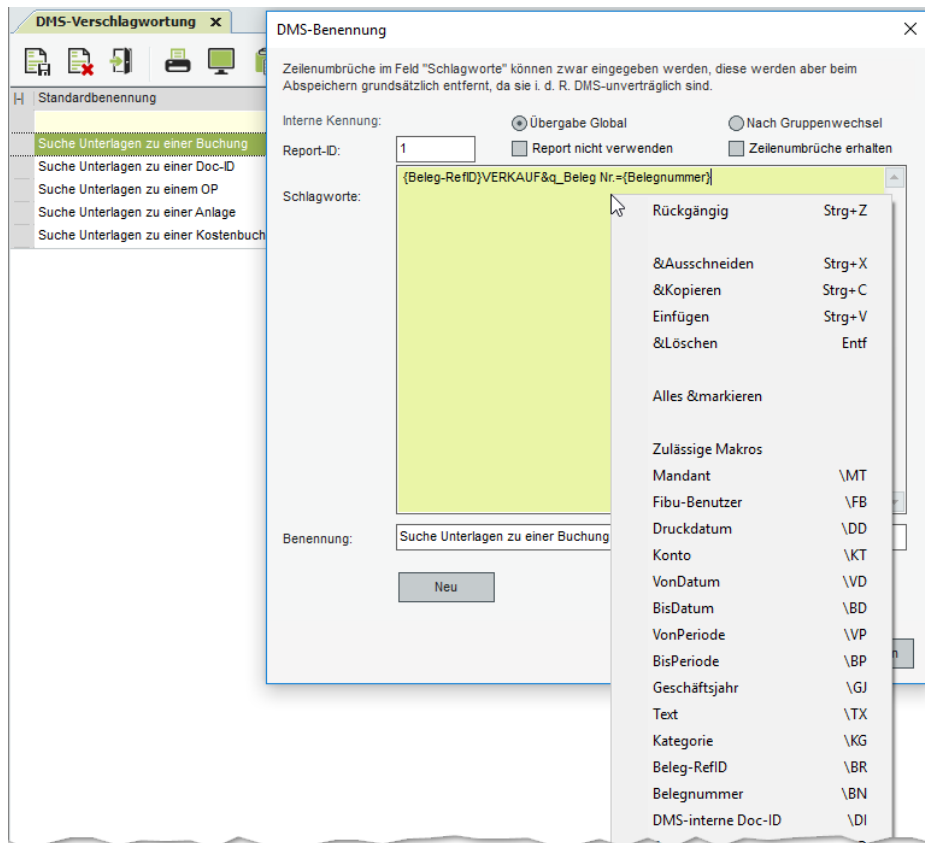 DMS-Verschlagwortung x
Standardbenennung
Suche Unterlagen zu einer Buchung
Suche Unterlagen zu einer Doc-ID
Suche Unterlagen zu einem OP
Suche Unterlagen zu einer Anlage
Suche Unterlagen zu einer Kostenbuch
DMS-Benennung
Zeilenumbrüche im Feld "Schlagworte" können zwar eingegeben werden, diese werden aber beim
Abspeichern grundsätzlich entfernt, da sie i. d. R. DMS-unverträglich sind.
Interne Kennung: Übergabe Global Nach Gruppenwechsel
Report-ID: 1 Report nicht verwenden Zeilenumbrüche erhalten
Schlagworte: {Beleg-RefID}VERKAUF&q_Beleg Nr.={Belegnummer}
Benennung: Suche Unterlagen zu einer Buchung
Neu
n
Rückgängig Strg+Z
&Ausschneiden Strg+X
&Kopieren Strg+C
Einfügen Strg+V
&Löschen Entf
Alles &markieren
Zulässige Makros
Mandant \MT
Fibu-Benutzer \FB
Druckdatum \DD
Konto \KT
VonDatum \VD
BisDatum \BD
VonPeriode \VP
BisPeriode \BP
Geschäftsjahr \GJ
Text \TX
Kategorie \KG
Beleg-RefID \BR
Belegnummer \BN
DMS-interne Doc-ID \DI